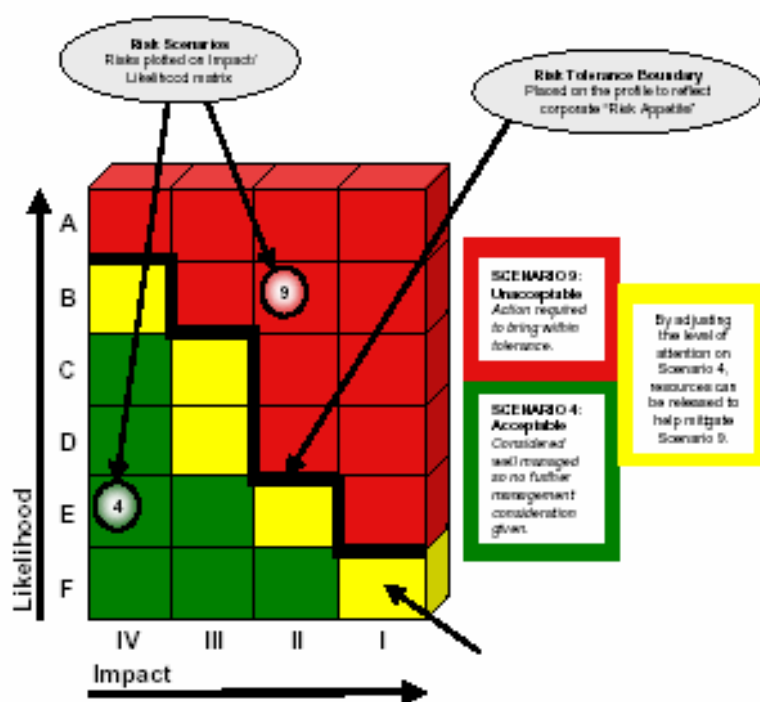 Risk Scenarios
Risks plotted on Impact/
Likelihood matrix
Risk Tolerance Boundary
Placed on the profile to reflect
corporate "Risk Appetite"
A
B
C
D
E
F
9
4
SCENARIO 9:
Unacceptable
Action required
to bring within
tolerance.
By adjusting
the level of
attention on
Scenario 4,
resources can
be released to
help mitigate
Scenario 9.
SCENARIO 4:
Acceptable
Considered
well managed
so no further
management
consideration
given.
Likelihood
IV III II I
Impact